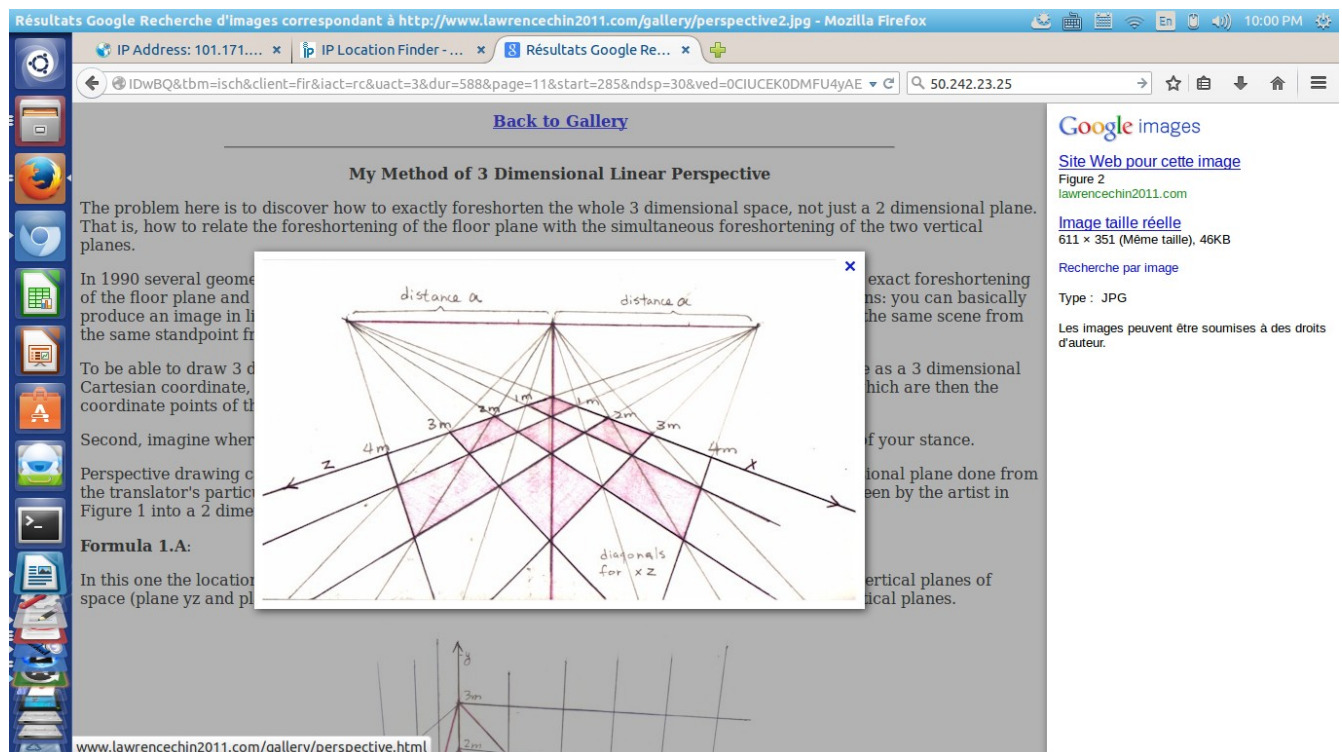 Résultats Google Recherche d'images correspondant à http://www.lawrencechin2011.com/gallery/perspective2.jpg - Mozilla Firefox
En
10:00 PM
IP Address: 101.171.... ×
IP Location Finder - ... ×
Résultats Google Re... ×
IDwBQ&tbm=isch&client=fir&iact=rc&uact=3&dur=588&page=11&start=285&ndsp=30&ved=0CIUCEK0DMFU4yAE
50.242.23.25
Back to Gallery
My Method of 3 Dimensional Linear Perspective
The problem here is to discover how to exactly foreshorten the whole 3 dimensional space, not just a 2 dimensional plane.
That is, how to relate the foreshortening of the floor plane with the simultaneous foreshortening of the two vertical
planes.
In 1990 several geome
exact foreshortening
of the floor plane and
ns: you can basically
produce an image in li
the same scene from
the same standpoint fr
To be able to draw 3 d
e as a 3 dimensional
Cartesian coordinate,
which are then the
coordinate points of th
Second, imagine wher
of your stance.
Perspective drawing c
sional plane done from
the translator's particu
een by the artist in
Figure 1 into a 2 dime
Formula 1.A:
In this one the location
ertical planes of
space (plane yz and pl
tical planes.
distance a
distance a
1m
1m
2m
2m
3m
3m
4m
4m
z
x
diagonals
for xz
y
3m
2m
www.lawrencechin2011.com/gallery/perspective.html
Google images
Site Web pour cette image
Figure 2
lawrencechin2011.com
Image taille réelle
611 × 351 (Même taille), 46KB
Recherche par image
Type : JPG
Les images peuvent être soumises à des droits
d'auteur.